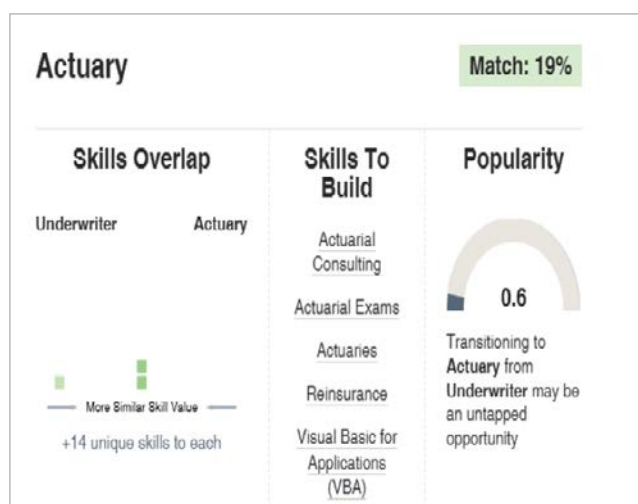 Actuary
Match: 19%
Skills Overlap
Underwriter
Actuary
More Similar Skill Value
+14 unique skills to each
Skills To
Build
Actuarial
Consulting
Actuarial Exams
Actuaries
Reinsurance
Visual Basic for
Applications
(VBA)
Popularity
0.6
Transitioning to
Actuary from
Underwriter may be
an untapped
opportunity